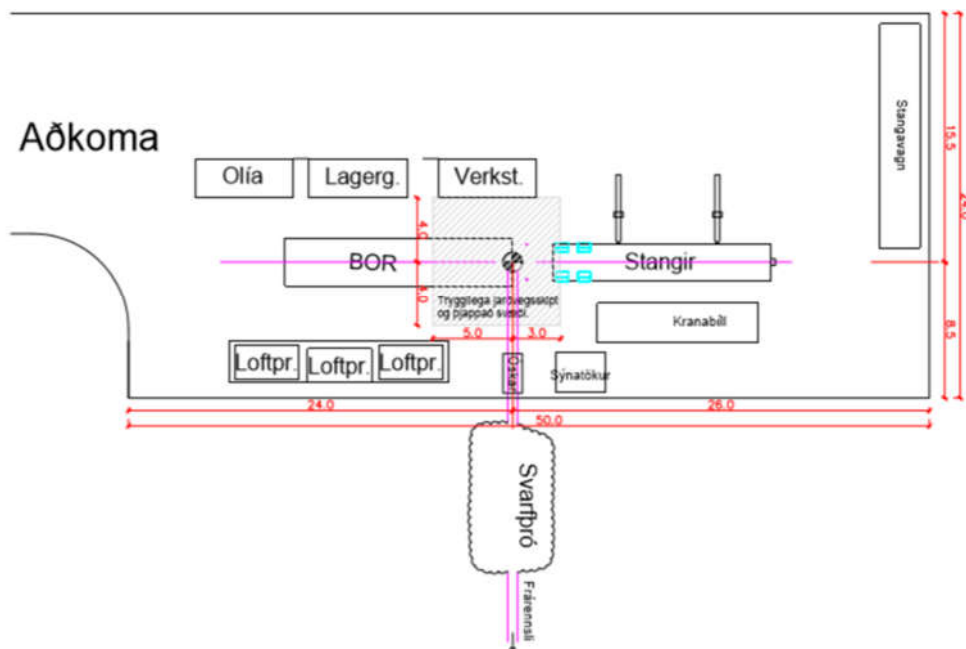 Aðkoma
Olía
Lagerg.
Verkst.
Stangavagn
15.5
24.0
4.0
BOR
Stangir
4.0
Tryggilega jarðvegsskipt
og þjappað svæði.
5.0
3.0
Kranabíll
8.5
Loftpr.
Loftpr.
Loftpr.
Óskar
Sýnatökur
24.0
26.0
50.0
Svarfþró
Frárennsli